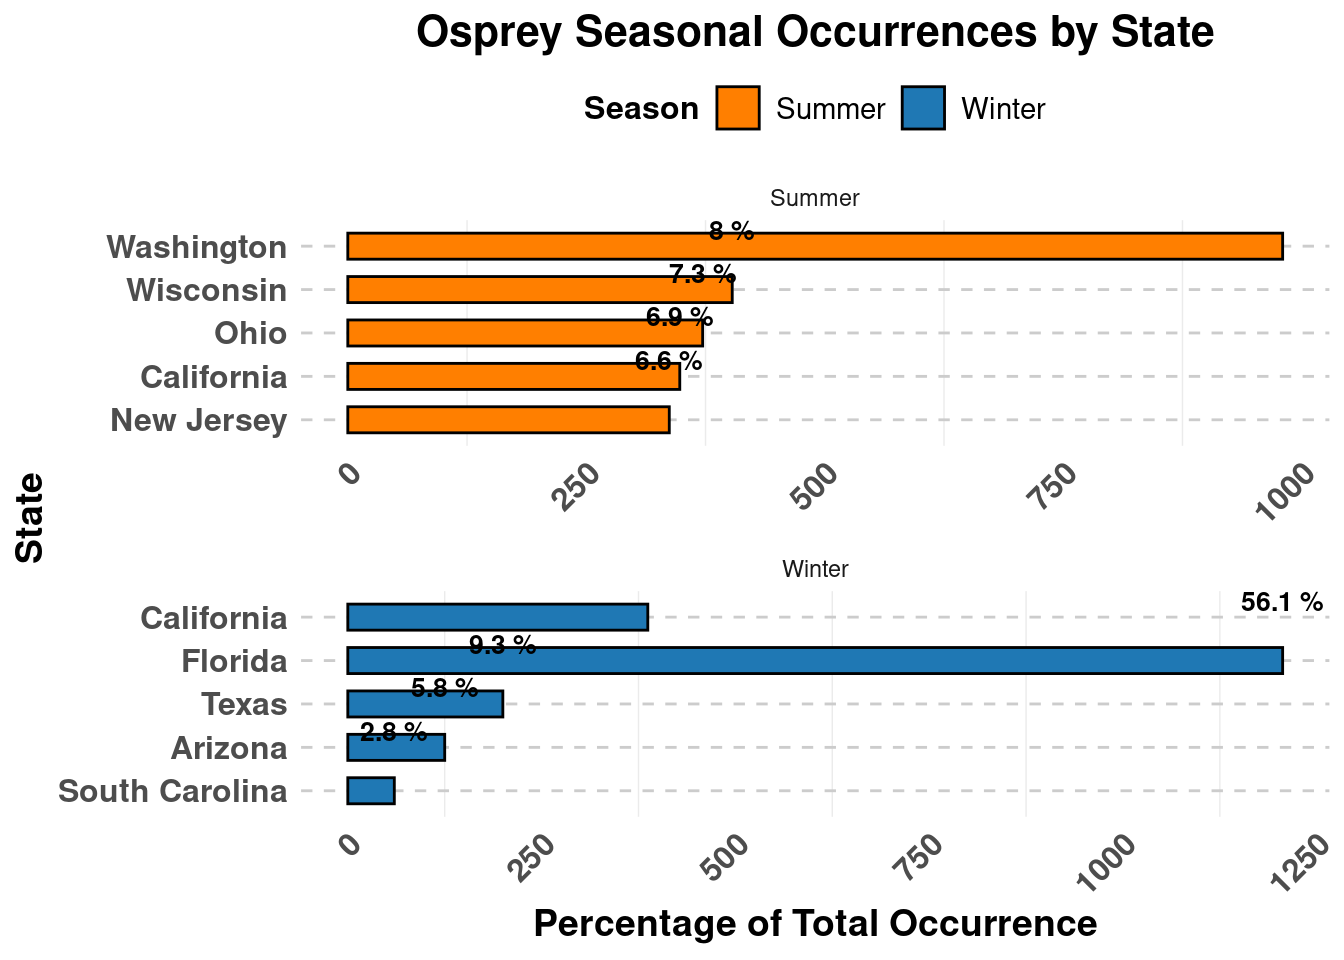 Osprey Seasonal Occurrences by State
Season Summer Winter
Summer
8 %
Washington
7.3 %
Wisconsin
6.9 %
Ohio
6.6 %
California
New Jersey
0 250 500 750 1000
State
Winter
56.1 %
California
9.3 %
Florida
5.8 %
Texas
2.8 %
Arizona
South Carolina
0 250 500 750 1000 1250
Percentage of Total Occurrence